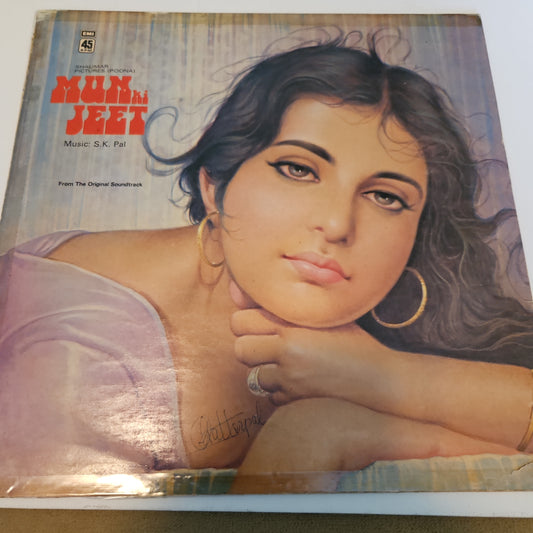 EMI
45
SHALIMAR
PICTURES (POONA)
MUN ki
JEET
Music: S.K. Pal
From The Original Soundtrack